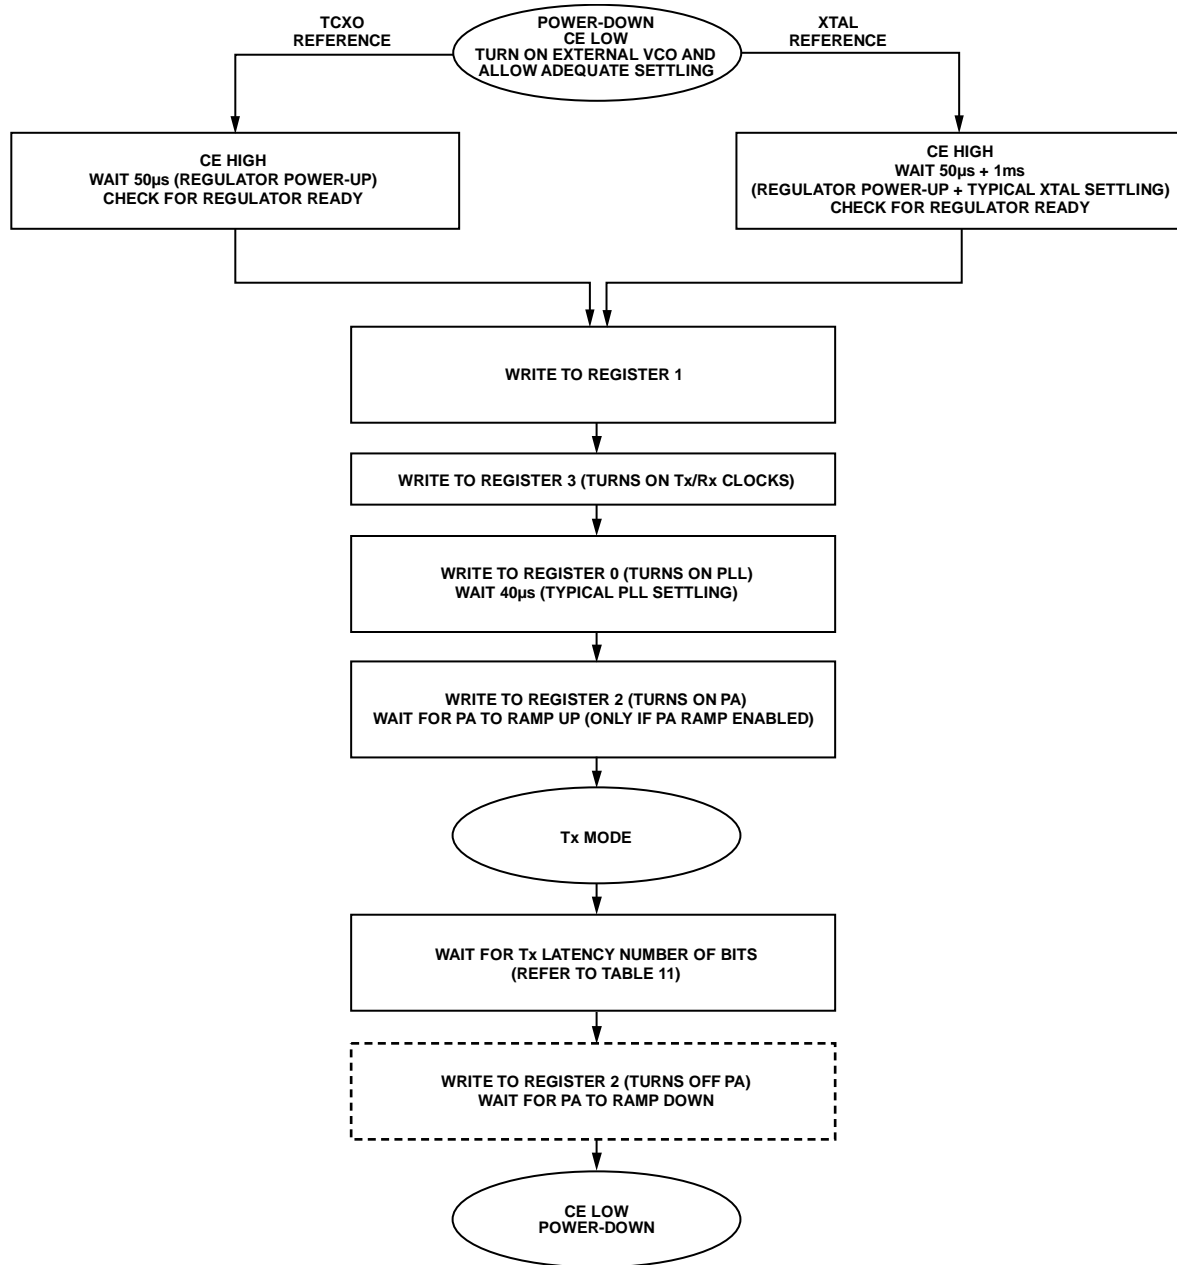 TCXO
REFERENCE
POWER-DOWN
CE LOW
TURN ON EXTERNAL VCO AND
ALLOW ADEQUATE SETTLING
XTAL
REFERENCE
CE HIGH
WAIT 50µs (REGULATOR POWER-UP)
CHECK FOR REGULATOR READY
CE HIGH
WAIT 50µs + 1ms
(REGULATOR POWER-UP + TYPICAL XTAL SETTLING)
CHECK FOR REGULATOR READY
WRITE TO REGISTER 1
WRITE TO REGISTER 3 (TURNS ON Tx/Rx CLOCKS)
WRITE TO REGISTER 0 (TURNS ON PLL)
WAIT 40µs (TYPICAL PLL SETTLING)
WRITE TO REGISTER 2 (TURNS ON PA)
WAIT FOR PA TO RAMP UP (ONLY IF PA RAMP ENABLED)
Tx MODE
WAIT FOR Tx LATENCY NUMBER OF BITS
(REFER TO TABLE 11)
WRITE TO REGISTER 2 (TURNS OFF PA)
WAIT FOR PA TO RAMP DOWN
CE LOW
POWER-DOWN